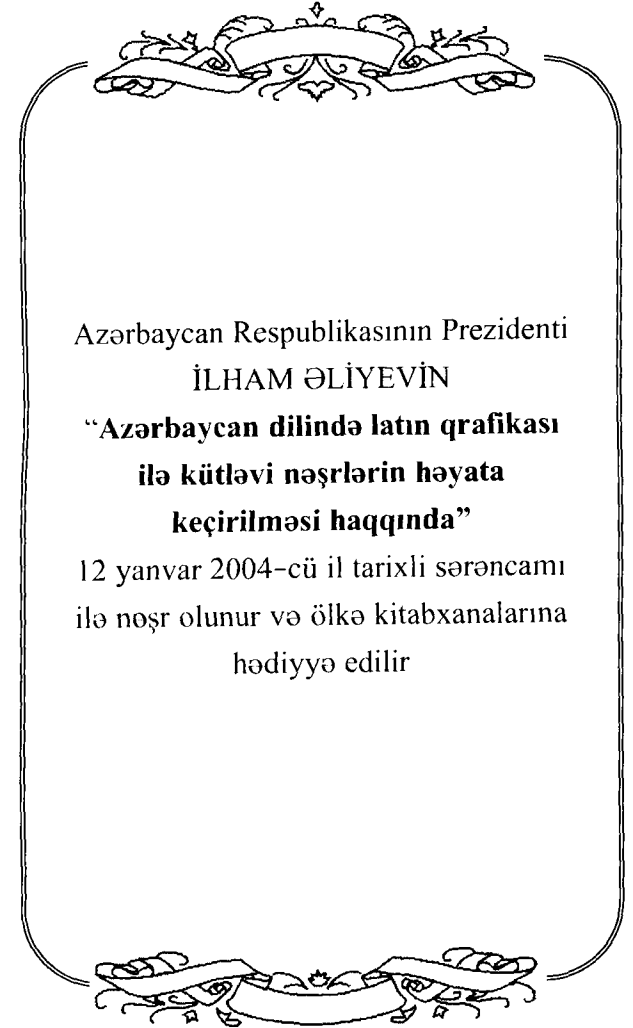 Azərbaycan Respublikasının Prezidenti
İLHAM ƏLİYEVİN
“Azərbaycan dilində latın qrafikası
ilə kütləvi nəşrlərin həyata
keçirilməsi haqqında”
12 yanvar 2004-cü il tarixli sərəncamı
ilə nəşr olunur və ölkə kitabxanalarına
hədiyyə edilir